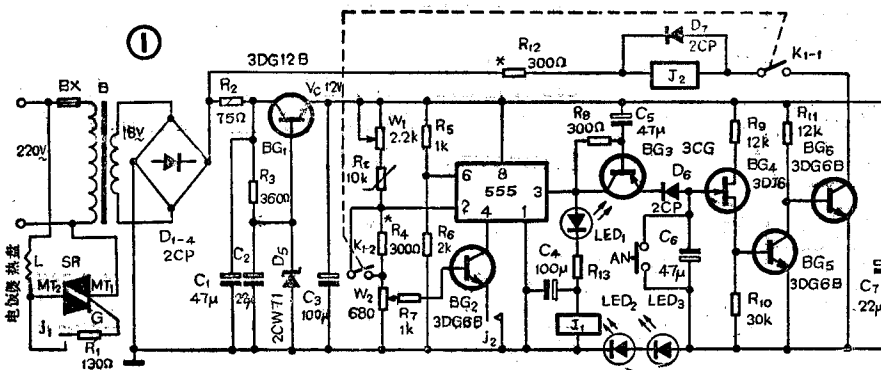 ①
BX
B
220V~
18V
D₁₋₄
2CP
电饭煲热盘
L
SR
MT₂
MT₁
G
j₁
R₁
130Ω
3DG12B
R₂
75Ω
BG₁
Vc 12V
R₃
360Ω
D₅
2CW71
C₁
47μ
C₂
22μ
C₃
100μ
W₁
2.2k
10k
*
R₄
300Ω
K₁₋₂
W₂
680
R₅
1k
R₆
2k
R₇
1k
BG₂
3DG6B
j₂
6
8
555
3
2
4
1
*
R₁₂
300Ω
D₇
2CP
J₂
K₁₋₁
R₈
300Ω
C₅
47μ
BG₃ 3CG
D₆
2CP
LED₁
C₄
100μ
R₁₃
J₁
AN
C₆
47μ
LED₂
LED₃
BG₄
3DJ6
R₉
12k
R₁₀
30k
R₁₁
12k
BG₆
3DG6B
BG₅
3DG6B
C₇
22μ